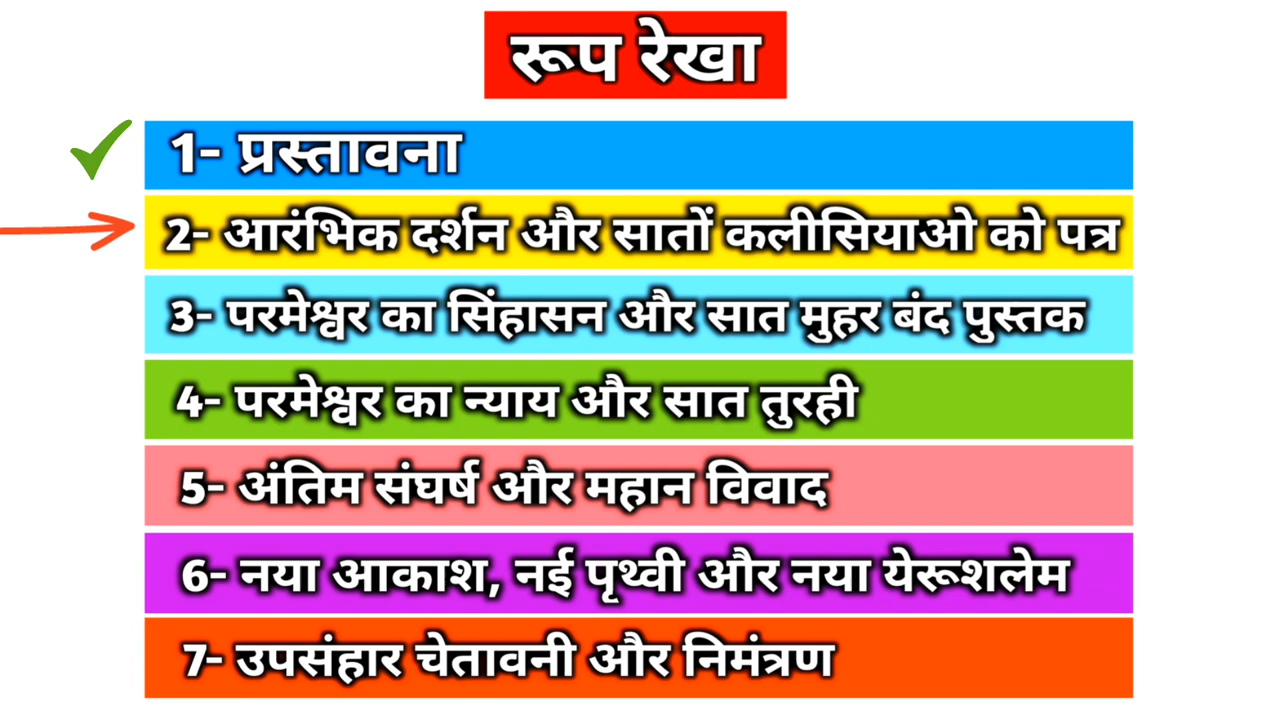 रूप रेखा
1- प्रस्तावना
2- आरंभिक दर्शन और सातों कलीसियाओ को पत्र
3- परमेश्वर का सिंहासन और सात मुहर बंद पुस्तक
4- परमेश्वर का न्याय और सात तुरही
5- अंतिम संघर्ष और महान विवाद
6- नया आकाश, नई पृथ्वी और नया येरूशलेम
7- उपसंहार चेतावनी और निमंत्रण